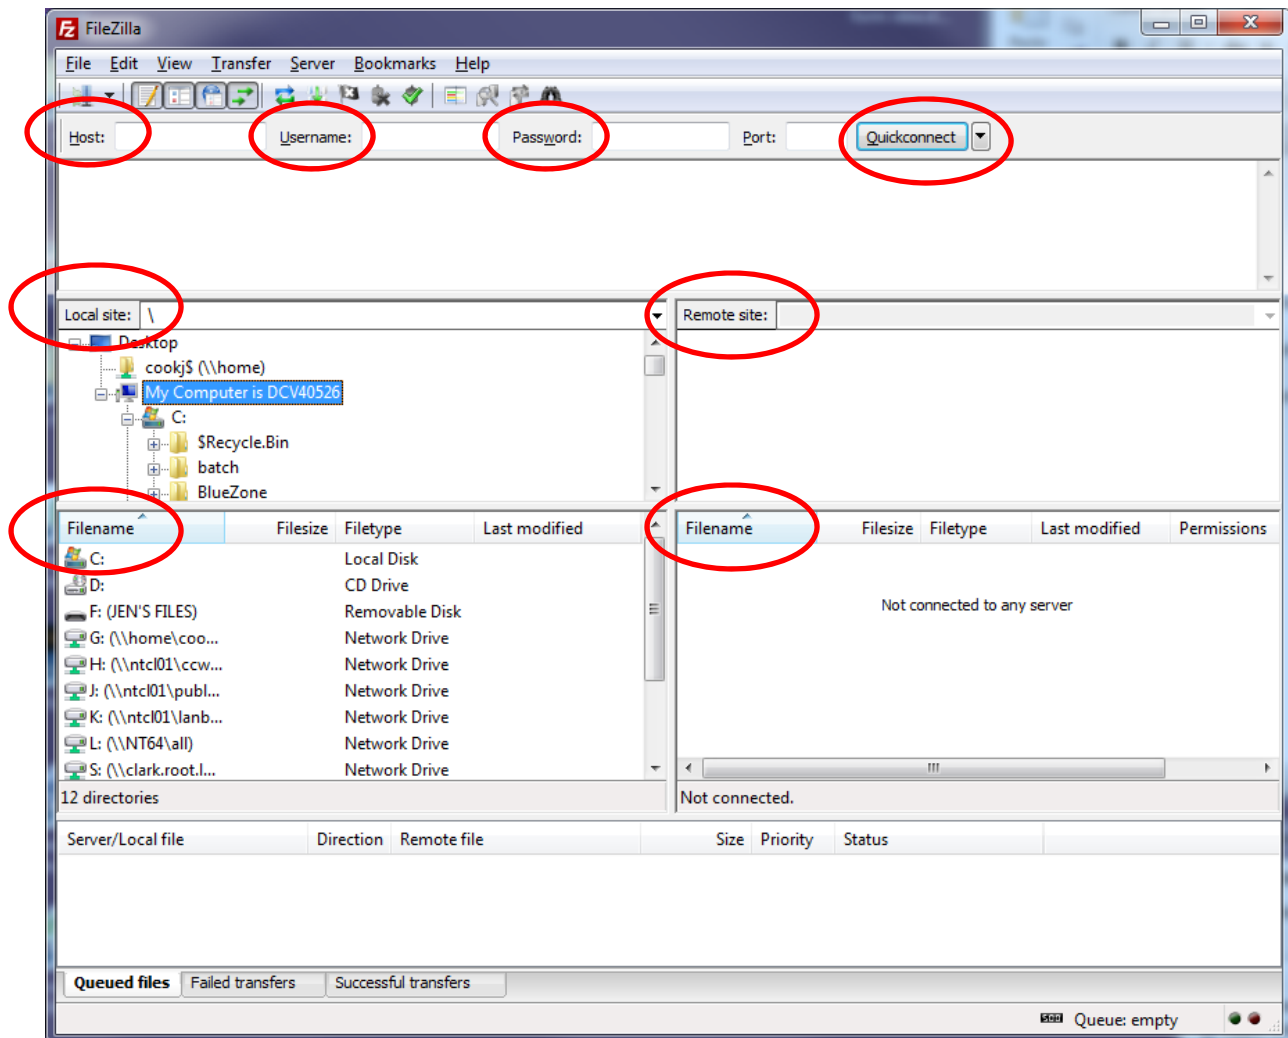 FileZilla
File Edit View Transfer Server Bookmarks Help
Host: Username: Password: Port: Quickconnect
Local site: \ Remote site:
Desktop
cookj$ (\\home)
My Computer is DCV40526
C:
$Recycle.Bin
batch
BlueZone
Filename Filesize Filetype Last modified Filename Filesize Filetype Last modified Permissions
C: Local Disk
D: CD Drive
F: (JEN'S FILES) Removable Disk
G: (\\home\coo... Network Drive
H: (\\ntcl01\ccw... Network Drive
J: (\\ntcl01\publ... Network Drive
K: (\\ntcl01\lanb... Network Drive
L: (\\NT64\all) Network Drive
S: (\\clark.root.l... Network Drive
Not connected to any server
12 directories Not connected.
Server/Local file Direction Remote file Size Priority Status
Queued files Failed transfers Successful transfers
Queue: empty